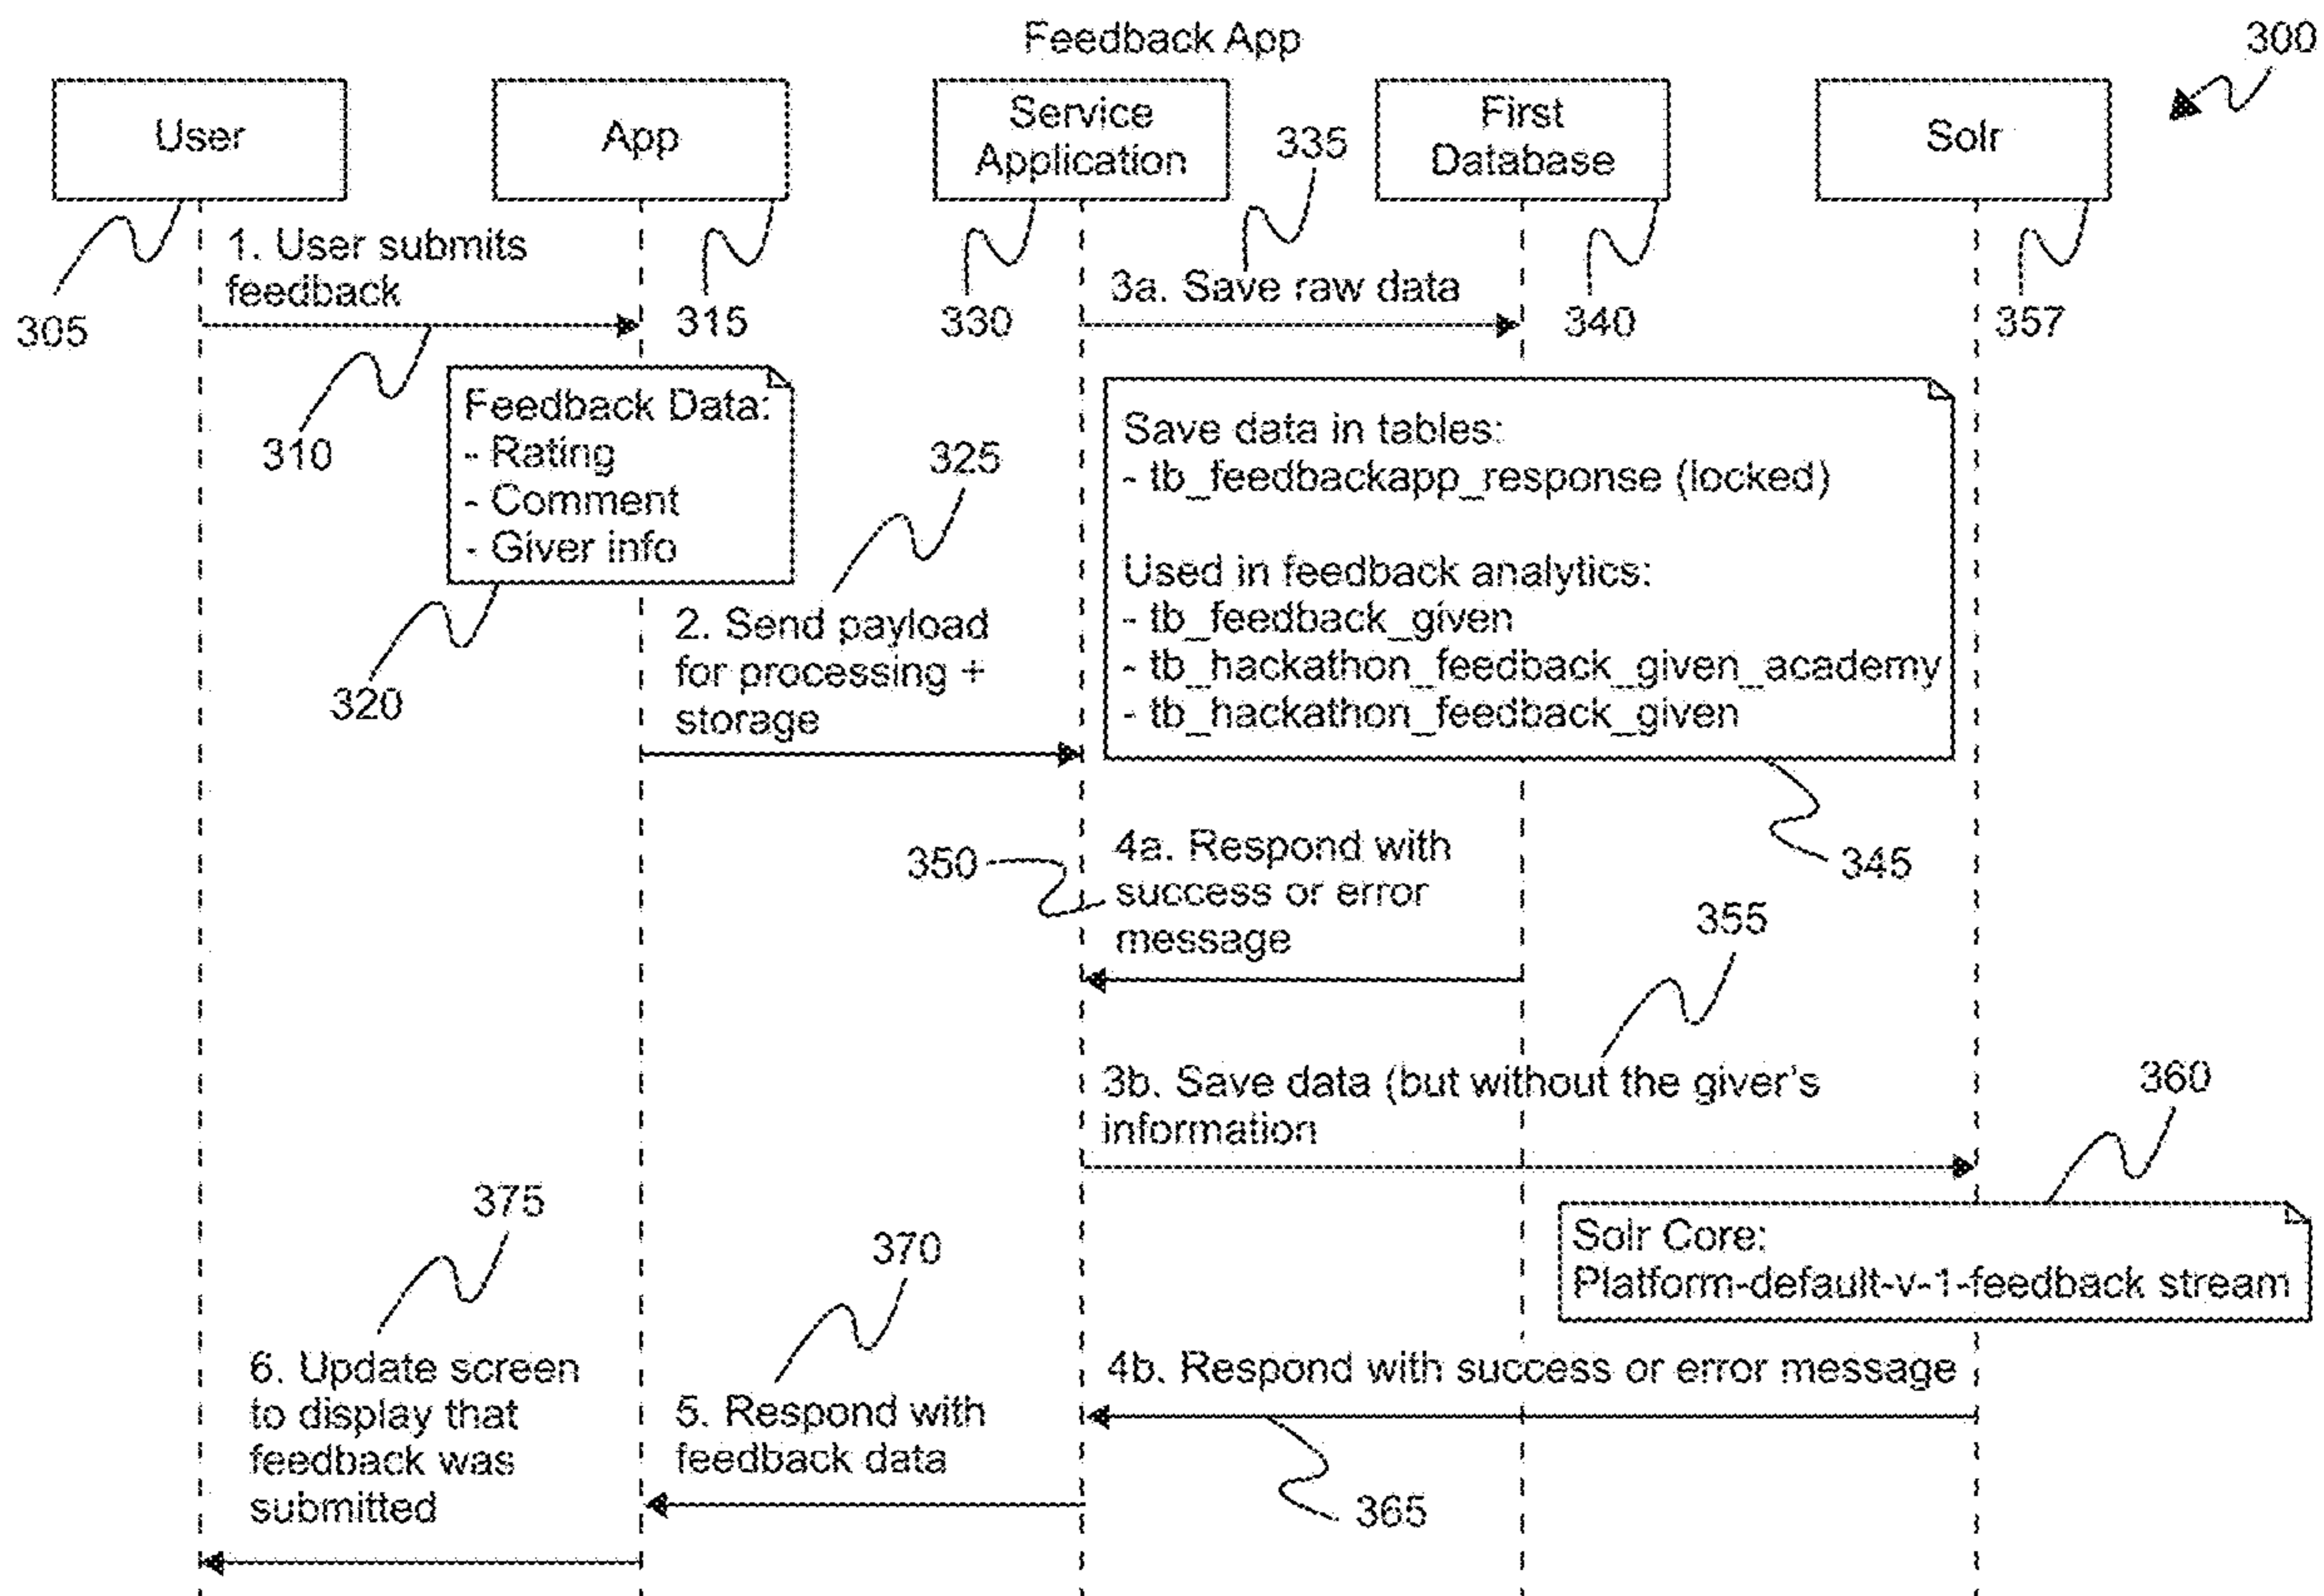 Feedback App
300
User
App
Service
Application
335
First
Database
Solr
1. User submits
feedback
3a. Save raw data
305
315
330
340
357
310
Feedback Data:
- Rating
- Comment
- Giver info
320
325
2. Send payload
for processing +
storage
Save data in tables:
- tb_feedbackapp_response (locked)
Used in feedback analytics:
- tb_feedback_given
- tb_hackathon_feedback_given_academy
- tb_hackathon_feedback_given
345
350
4a. Respond with
success or error
message
355
3b. Save data (but without the giver's
information
360
Solr Core:
Platform-default-v-1-feedback stream
4b. Respond with success or error message
365
370
5. Respond with
feedback data
375
6. Update screen
to display that
feedback was
submitted